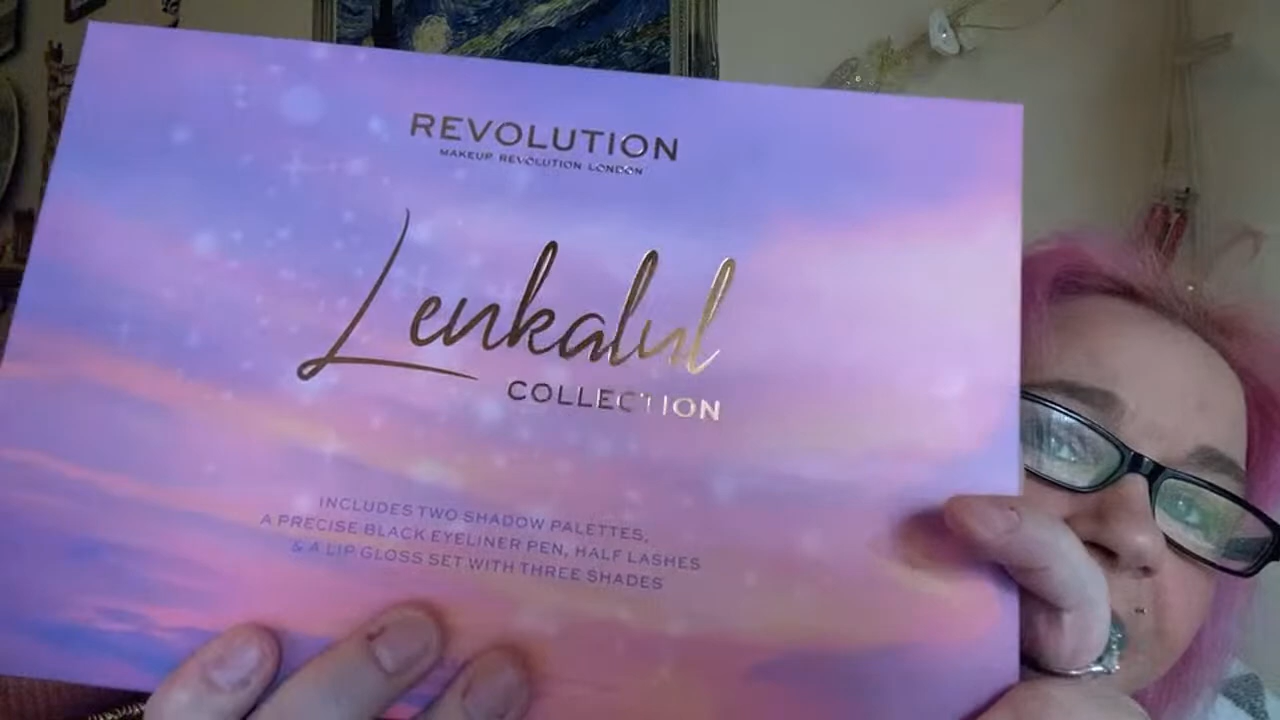 REVOLUTION
MAKEUP REVOLUTION LONDON
Lenkalul
COLLECTION
INCLUDES TWO SHADOW PALETTES,
A PRECISE BLACK EYELINER PEN, HALF LASHES
& A LIP GLOSS SET WITH THREE SHADES